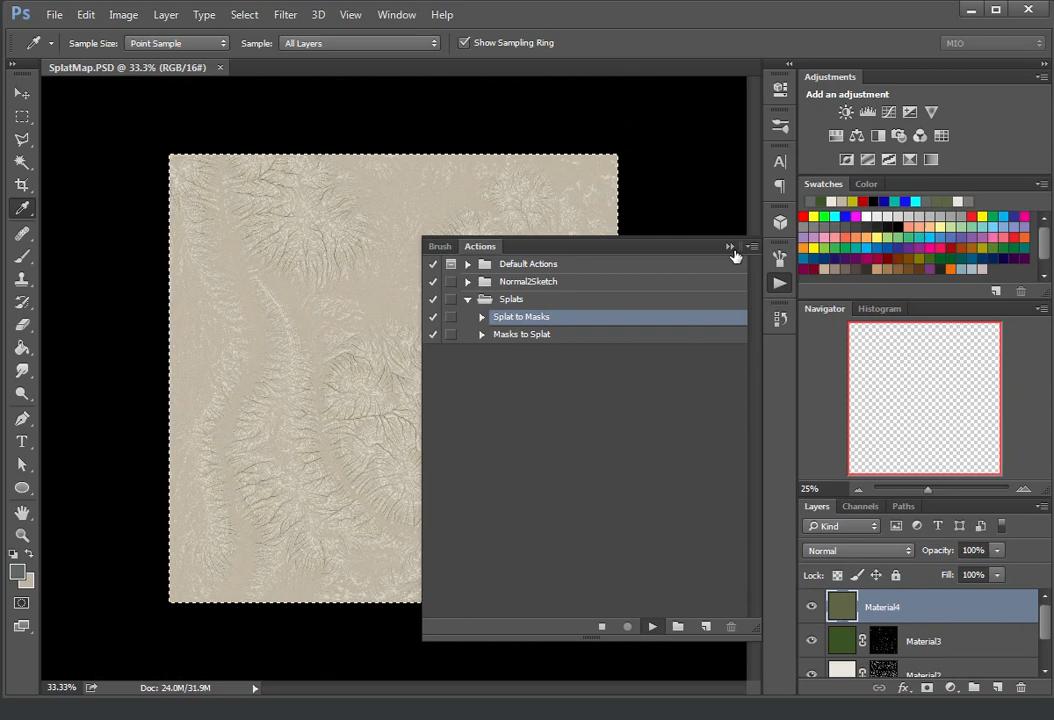 Ps File Edit Image Layer Type Select Filter 3D View Window Help
Sample Size: Point Sample Sample: All Layers Show Sampling Ring MIO
SplatMap.PSD @ 33.3% (RGB/16#) ×
Adjustments
Add an adjustment
Swatches Color
Brush Actions
Default Actions
Normal2Sketch
Splats
Splat to Masks
Masks to Splat
Navigator Histogram
25%
Layers Channels Paths
Kind
Normal Opacity: 100%
Lock: Fill: 100%
Material4
Material3
Material2
33.33% Doc: 24.0M/31.9M